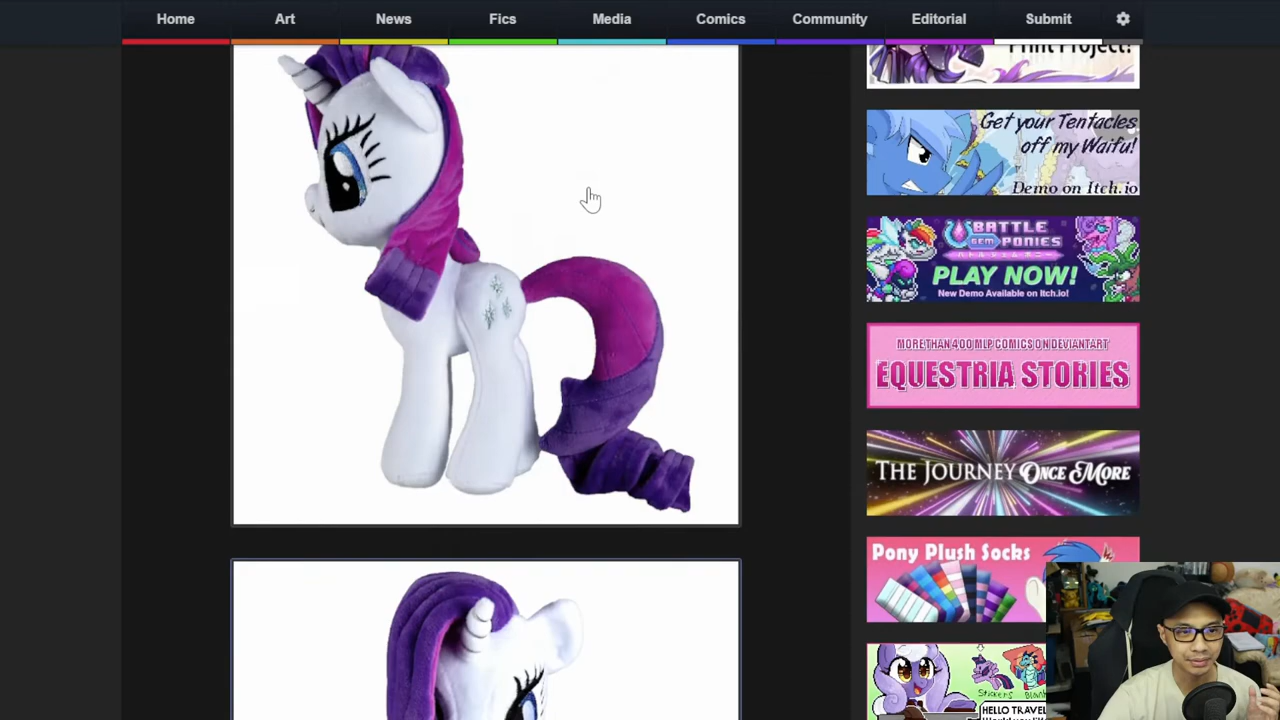 Home Art News Fics Media Comics Community Editorial Submit
Print Project!
Get your Tentacles
off my Waifu!
Demo on Itch.io
BATTLE
GEM PONIES
PLAY NOW!
New Demo Available on Itch.io!
MORE THAN 400 MLP COMICS ON DEVIANTART
EQUESTRIA STORIES
THE JOURNEY ONCE MORE
Pony Plush Socks
Stickers
HELLO TRAVEL